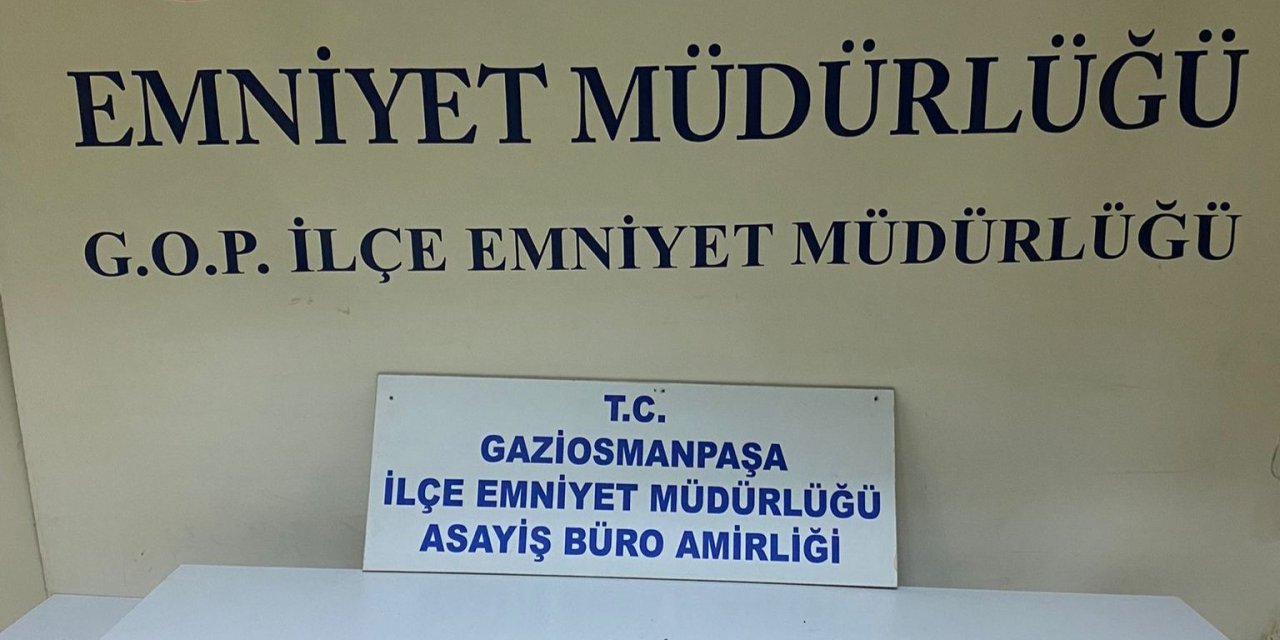 EMNİYET MÜDÜRLÜĞÜ
G.O.P. İLÇE EMNİYET MÜDÜRLÜĞÜ
T.C.
GAZİOSMANPAŞA
İLÇE EMNİYET MÜDÜRLÜĞÜ
ASAYİŞ BÜRO AMİRLİĞİ